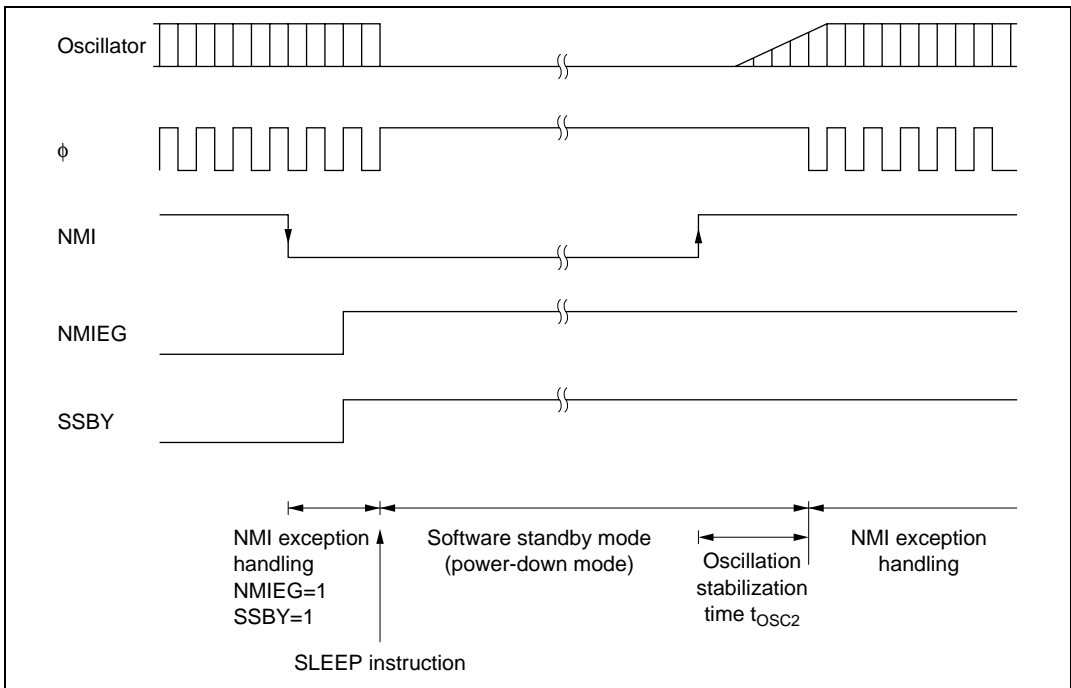 Oscillator
φ
NMI
NMIEG
SSBY
NMI exception
handling
NMIEG=1
SSBY=1
Software standby mode
(power-down mode)
Oscillation
stabilization
time tOSC2
NMI exception
handling
SLEEP instruction